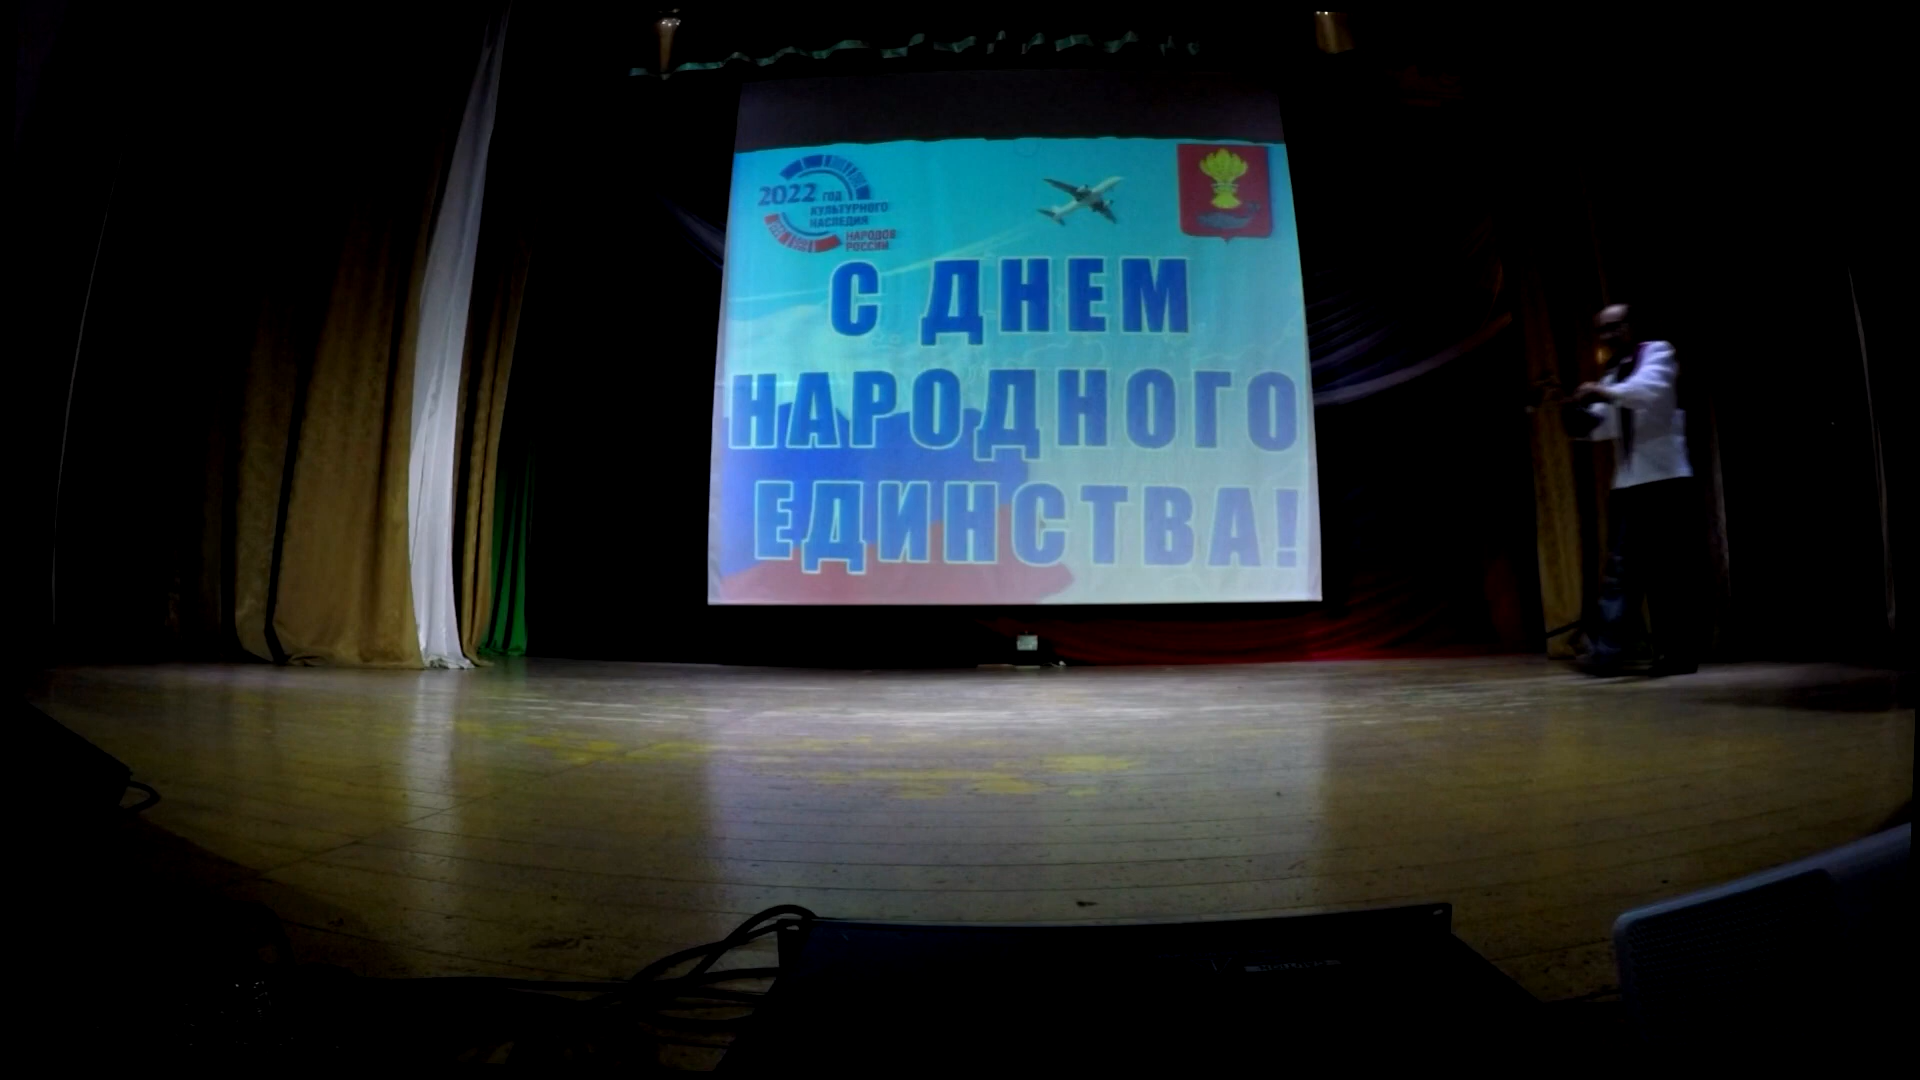 2022 ГОД
КУЛЬТУРНОГО
НАСЛЕДИЯ
НАРОДОВ
РОССИИ
С ДНЕМ
НАРОДНОГО
ЕДИНСТВА!